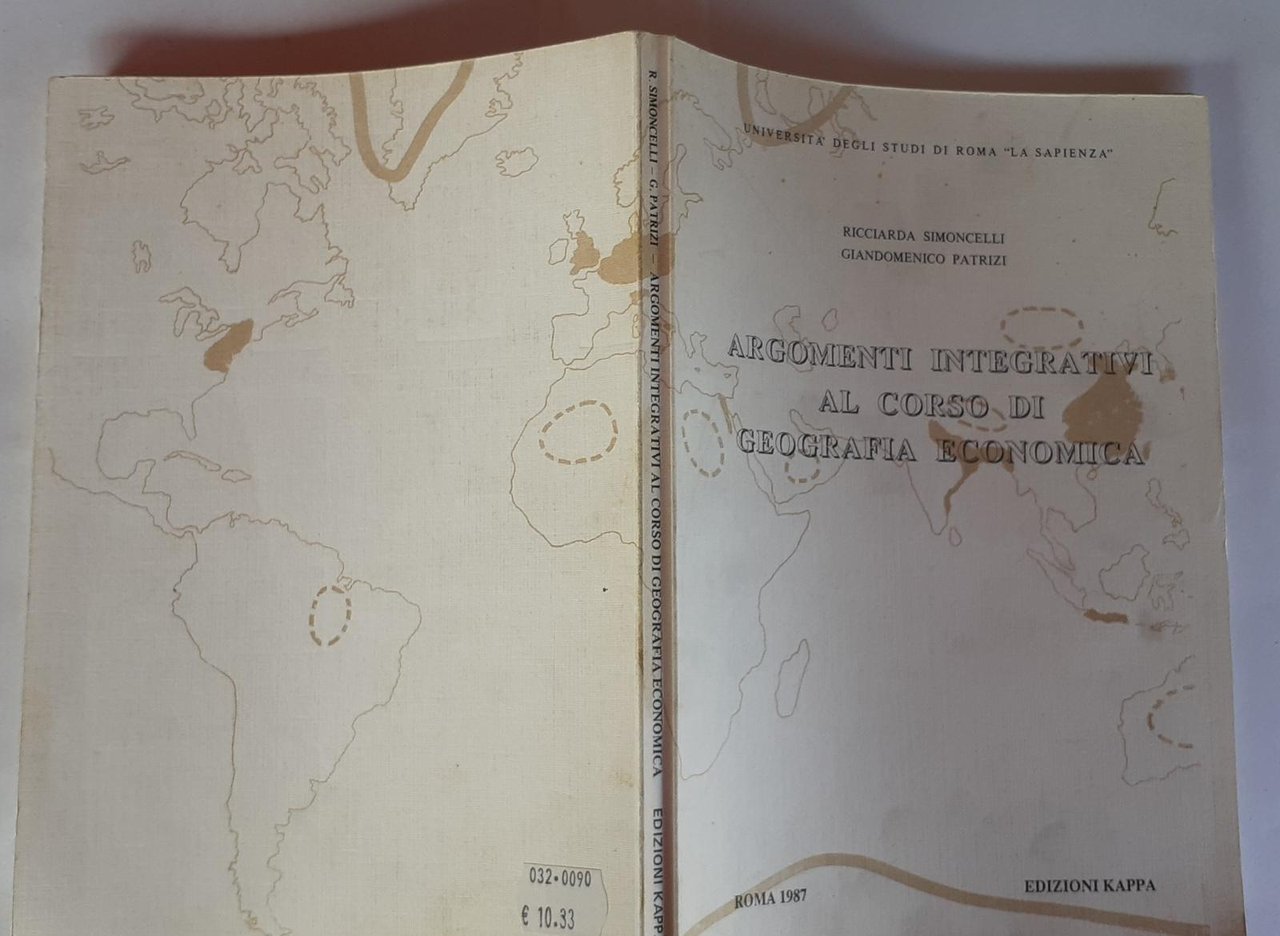 R. SIMONCELLI – G. PATRIZI – ARGOMENTI INTEGRATIVI AL CORSO DI GEOGRAFIA ECONOMICA EDIZIONI KAPP
UNIVERSITA' DEGLI STUDI DI ROMA "LA SAPIENZA"
RICCIARDA SIMONCELLI
GIANDOMENICO PATRIZI
ARGOMENTI INTEGRATIVI
AL CORSO DI
GEOGRAFIA ECONOMICA
ROMA 1987
EDIZIONI KAPPA
032·0090
€ 10.33